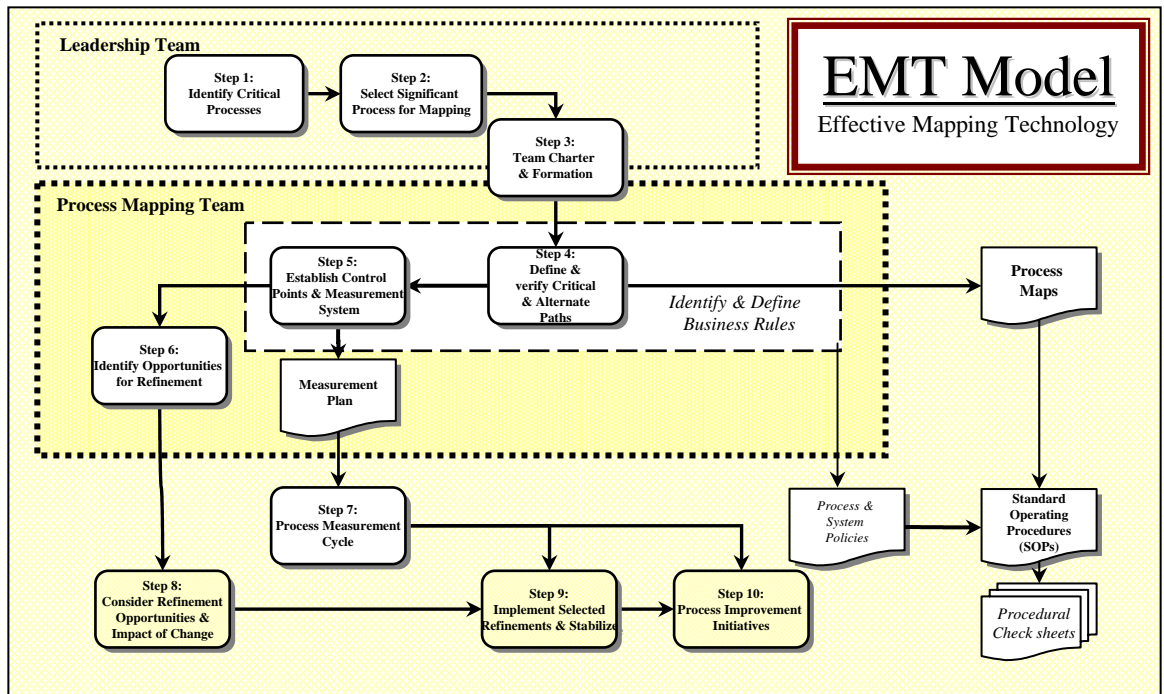 Leadership Team
EMT Model
Effective Mapping Technology
Step 1:
Identify Critical
Processes
Step 2:
Select Significant
Process for Mapping
Step 3:
Team Charter
& Formation
Process Mapping Team
Step 4:
Define &
verify Critical
& Alternate
Paths
Step 5:
Establish Control
Points & Measurement
System
Identify & Define
Business Rules
Process
Maps
Step 6:
Identify Opportunities
for Refinement
Measurement
Plan
Step 7:
Process Measurement
Cycle
Process &
System
Policies
Standard
Operating
Procedures
(SOPs)
Step 8:
Consider Refinement
Opportunities &
Impact of Change
Step 9:
Implement Selected
Refinements & Stabilize
Step 10:
Process Improvement
Initiatives
Procedural
Check sheets